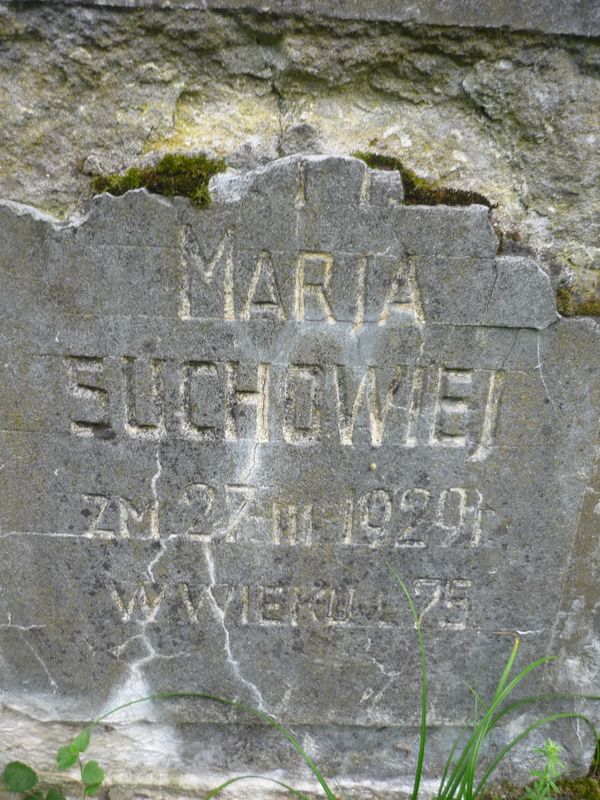 MARJA
SUCHOWIEJ
ZM 27-III-1929 r
W WIEKU L 75